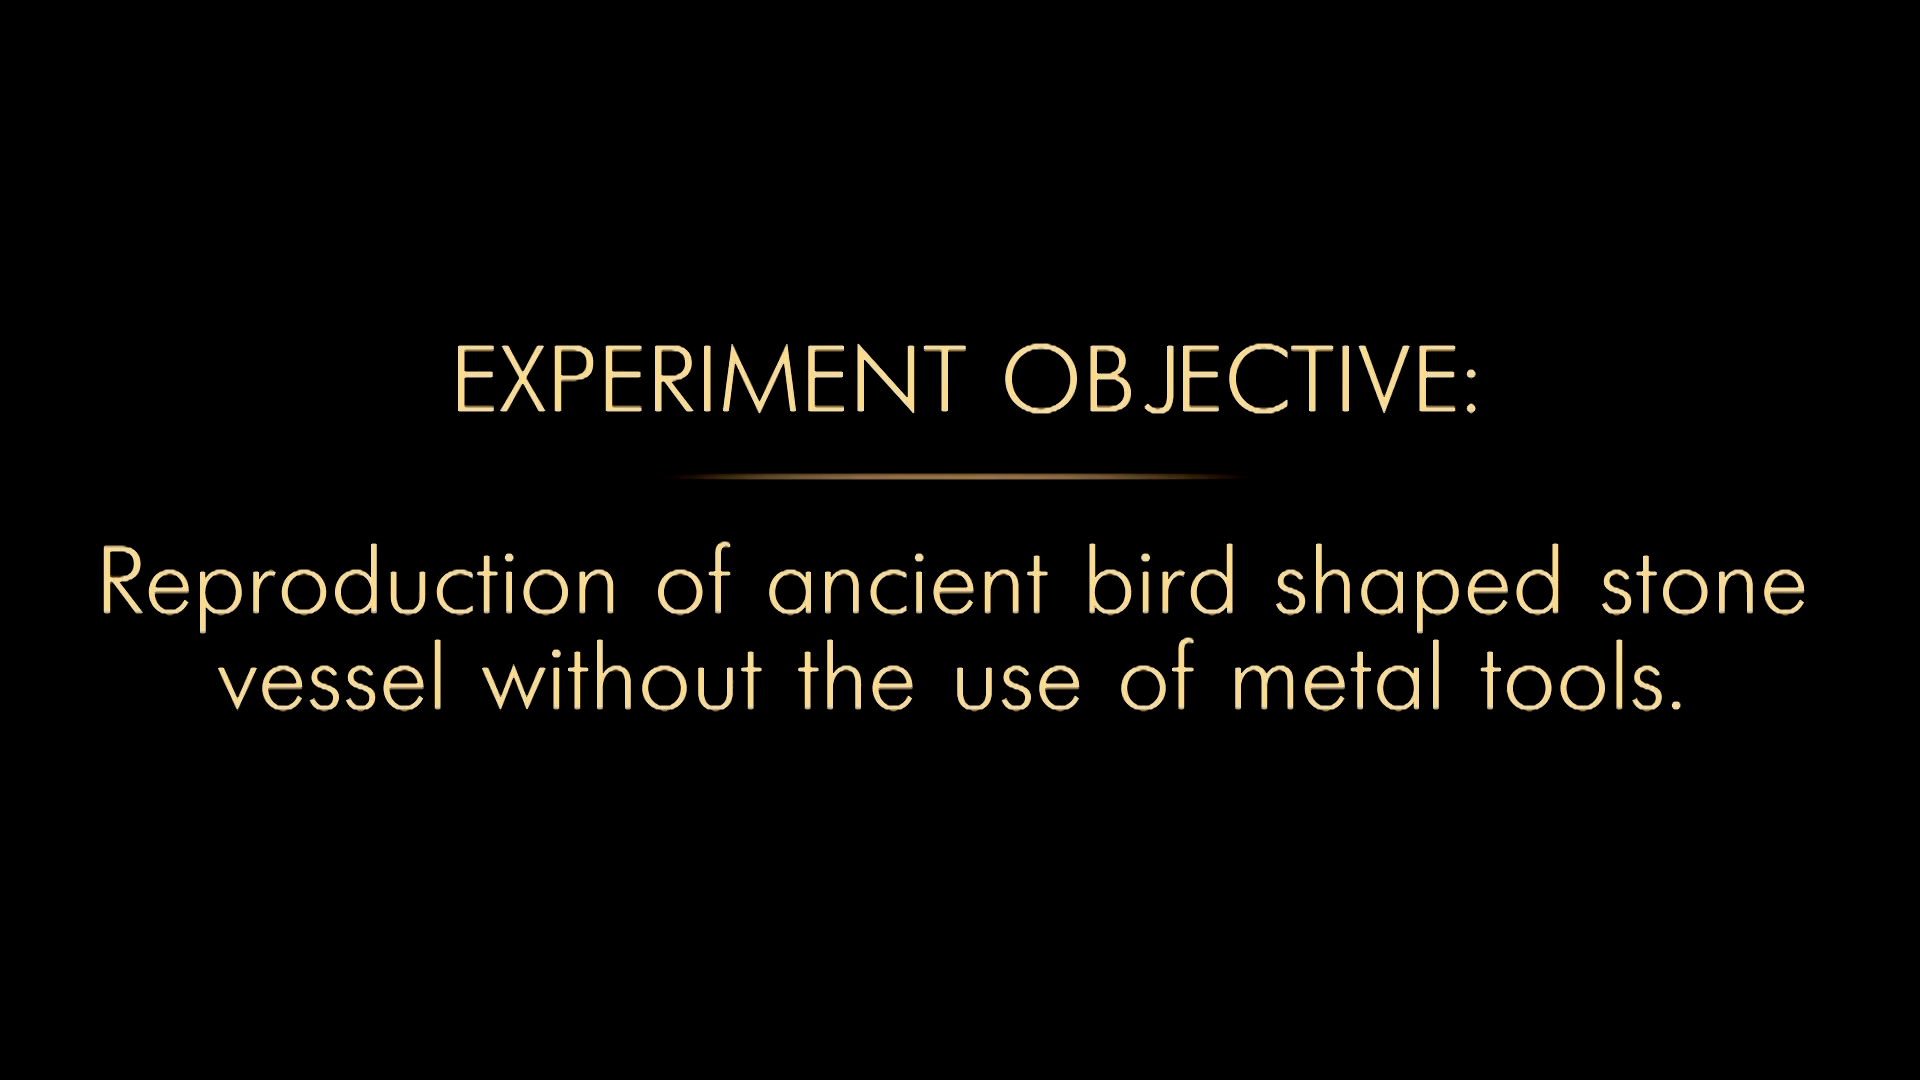 EXPERIMENT OBJECTIVE:
Reproduction of ancient bird shaped stone
vessel without the use of metal tools.